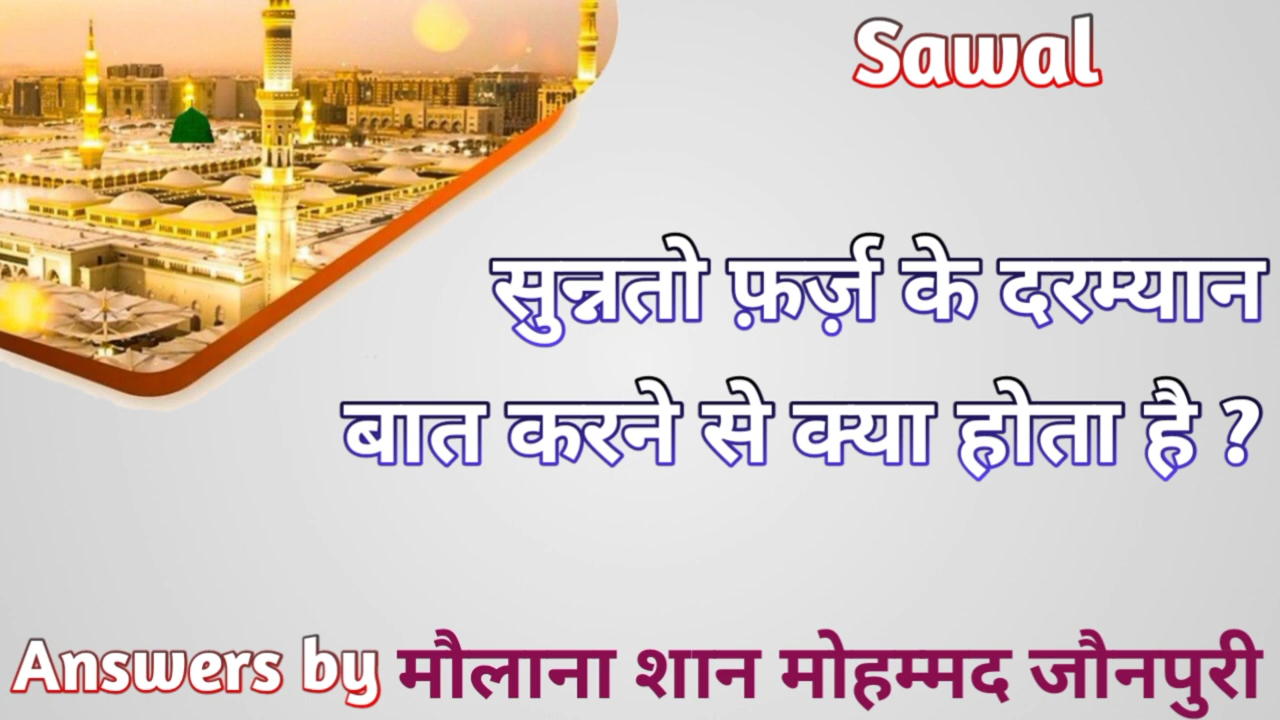 Sawal
सुन्नतो फ़र्ज़ के दरम्यान
बात करने से क्या होता है ?
Answers by मौलाना शान मोहम्मद जौनपुरी